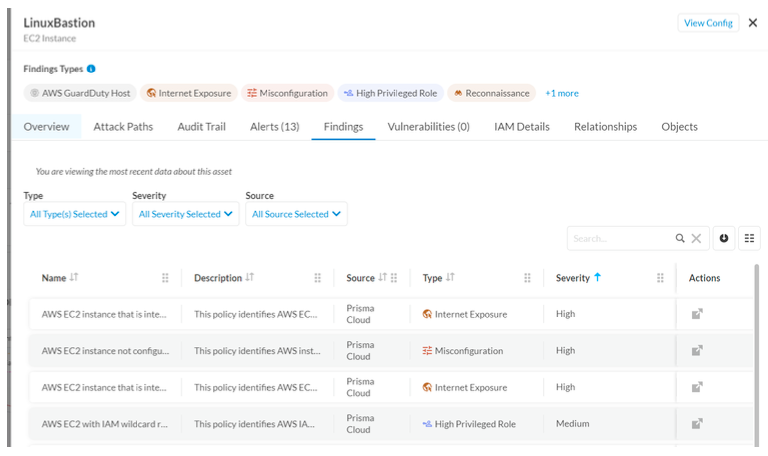 LinuxBastion
View Config
EC2 Instance
Findings Types
AWS GuardDuty Host Internet Exposure Misconfiguration High Privileged Role Reconnaissance +1 more
Overview Attack Paths Audit Trail Alerts (13) Findings Vulnerabilities (0) IAM Details Relationships Objects
You are viewing the most recent data about this asset
Type Severity Source
All Type(s) Selected All Severity Selected All Source Selected
Search...
Name Description Source Type Severity Actions
AWS EC2 instance that is inte... This policy identifies AWS EC... Prisma Cloud Internet Exposure High
AWS EC2 instance not configu... This policy identifies AWS inst... Prisma Cloud Misconfiguration High
AWS EC2 instance that is inte... This policy identifies AWS EC... Prisma Cloud Internet Exposure High
AWS EC2 with IAM wildcard r... This policy identifies AWS IA... Prisma Cloud High Privileged Role Medium